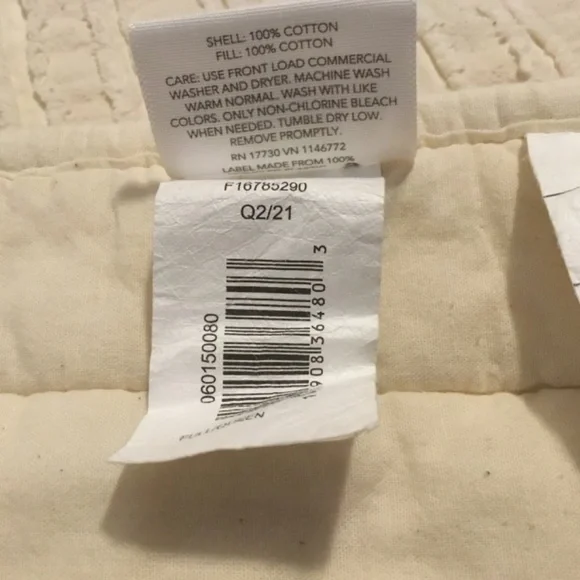 SHELL: 100% COTTON
FILL: 100% COTTON
CARE: USE FRONT LOAD COMMERCIAL
WASHER AND DRYER. MACHINE WASH
WARM NORMAL. WASH WITH LIKE
COLORS. ONLY NON-CHLORINE BLEACH
WHEN NEEDED. TUMBLE DRY LOW.
REMOVE PROMPTLY.
RN 17730 VN 1146772
LABEL MADE FROM 100%
F16785290
Q2/21
060150080
90836480 3